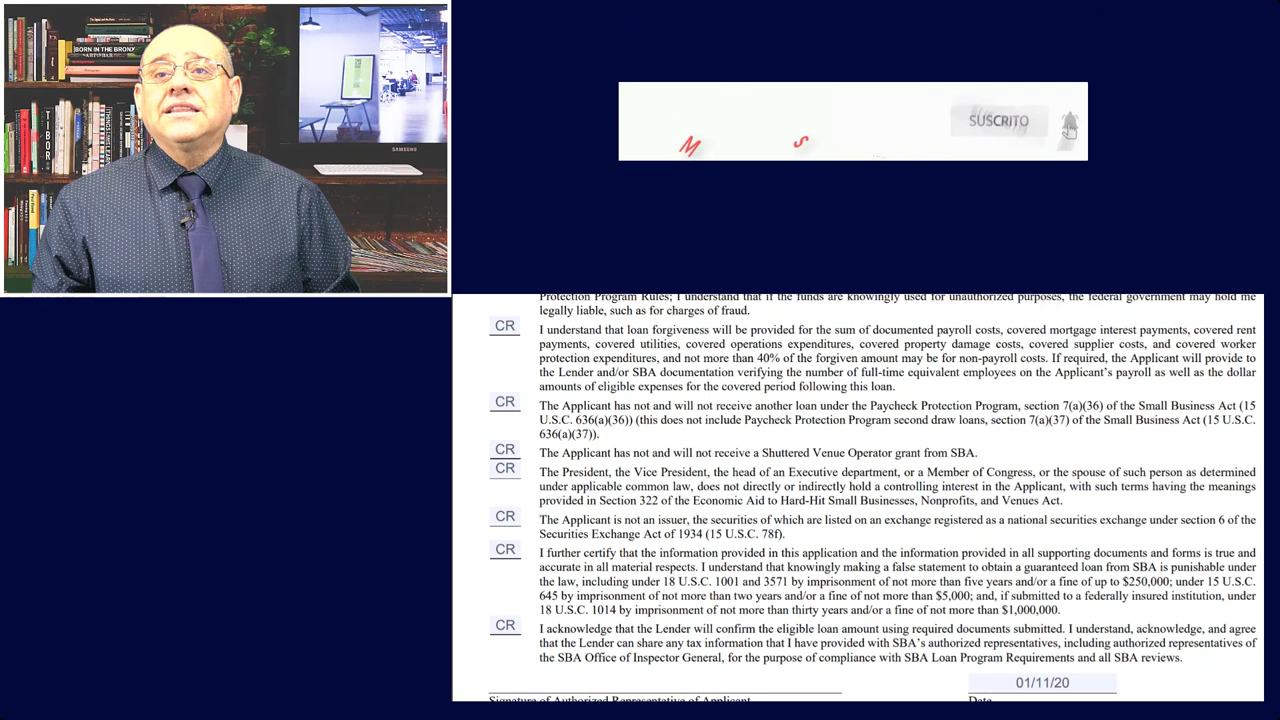 BORN IN THE BRONX
TIBOR
SAMSUNG
M S
SUSCRITO
Protection Program Rules; I understand that if the funds are knowingly used for unauthorized purposes, the federal government may hold me
legally liable, such as for charges of fraud.
CR I understand that loan forgiveness will be provided for the sum of documented payroll costs, covered mortgage interest payments, covered rent
payments, covered utilities, covered operations expenditures, covered property damage costs, covered supplier costs, and covered worker
protection expenditures, and not more than 40% of the forgiven amount may be for non-payroll costs. If required, the Applicant will provide to
the Lender and/or SBA documentation verifying the number of full-time equivalent employees on the Applicant's payroll as well as the dollar
amounts of eligible expenses for the covered period following this loan.
CR The Applicant has not and will not receive another loan under the Paycheck Protection Program, section 7(a)(36) of the Small Business Act (15
U.S.C. 636(a)(36)) (this does not include Paycheck Protection Program second draw loans, section 7(a)(37) of the Small Business Act (15 U.S.C.
636(a)(37)).
CR The Applicant has not and will not receive a Shuttered Venue Operator grant from SBA.
CR The President, the Vice President, the head of an Executive department, or a Member of Congress, or the spouse of such person as determined
under applicable common law, does not directly or indirectly hold a controlling interest in the Applicant, with such terms having the meanings
provided in Section 322 of the Economic Aid to Hard-Hit Small Businesses, Nonprofits, and Venues Act.
CR The Applicant is not an issuer, the securities of which are listed on an exchange registered as a national securities exchange under section 6 of the
Securities Exchange Act of 1934 (15 U.S.C. 78f).
CR I further certify that the information provided in this application and the information provided in all supporting documents and forms is true and
accurate in all material respects. I understand that knowingly making a false statement to obtain a guaranteed loan from SBA is punishable under
the law, including under 18 U.S.C. 1001 and 3571 by imprisonment of not more than five years and/or a fine of up to $250,000; under 15 U.S.C.
645 by imprisonment of not more than two years and/or a fine of not more than $5,000; and, if submitted to a federally insured institution, under
18 U.S.C. 1014 by imprisonment of not more than thirty years and/or a fine of not more than $1,000,000.
CR I acknowledge that the Lender will confirm the eligible loan amount using required documents submitted. I understand, acknowledge, and agree
that the Lender can share any tax information that I have provided with SBA's authorized representatives, including authorized representatives of
the SBA Office of Inspector General, for the purpose of compliance with SBA Loan Program Requirements and all SBA reviews.
01/11/20
Signature of Authorized Representative of Applicant Date